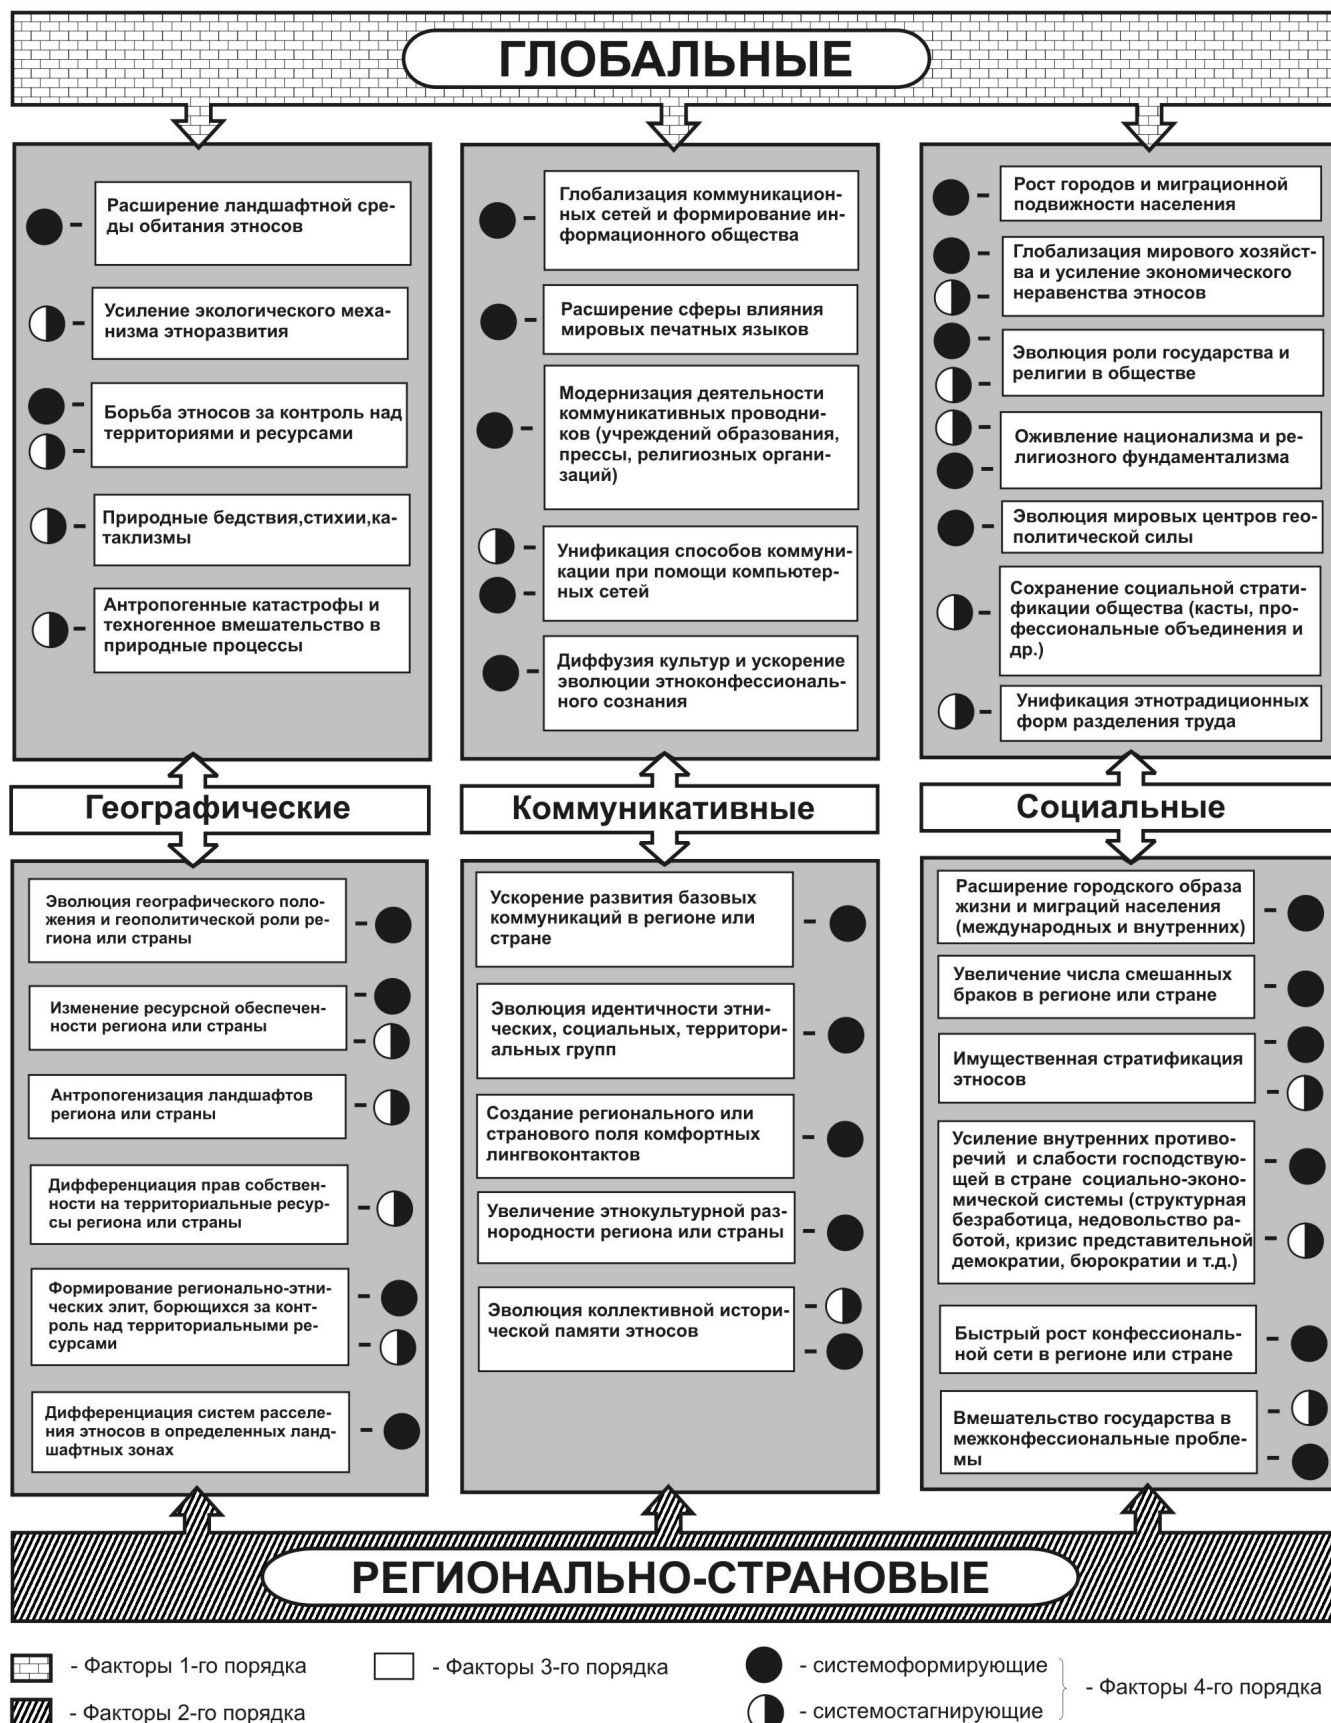 ГЛОБАЛЬНЫЕ
Расширение ландшафтной сре-
ды обитания этносов
Усиление экологического меха-
низма этноразвития
Борьба этносов за контроль над
территориями и ресурсами
Природные бедствия,стихии,ка-
таклизмы
Антропогенные катастрофы и
техногенное вмешательство в
природные процессы
Глобализация коммуникацион-
ных сетей и формирование ин-
формационного общества
Расширение сферы влияния
мировых печатных языков
Модернизация деятельности
коммуникативных проводни-
ков (учреждений образования,
прессы, религиозных органи-
заций)
Унификация способов коммуни-
кации при помощи компьютер-
ных сетей
Диффузия культур и ускорение
эволюции этноконфессиональ-
ного сознания
Рост городов и миграционной
подвижности населения
Глобализация мирового хозяйст-
ва и усиление экономического
неравенства этносов
Эволюция роли государства и
религии в обществе
Оживление национализма и ре-
лигиозного фундаментализма
Эволюция мировых центров гео-
политической силы
Сохранение социальной страти-
фикации общества (касты, про-
фессиональные объединения и
др.)
Унификация этнотрадиционных
форм разделения труда
Географические
Коммуникативные
Социальные
Эволюция географического поло-
жения и геополитической роли ре-
гиона или страны
Изменение ресурсной обеспечен-
ности региона или страны
Антропогенизация ландшафтов
региона или страны
Дифференциация прав собствен-
ности на территориальные ресур-
сы региона или страны
Формирование регионально-этни-
ческих элит, борющихся за конт-
роль над территориальными ре-
сурсами
Дифференциация систем расселе-
ния этносов в определенных ланд-
шафтных зонах
Ускорение развития базовых
коммуникаций в регионе или
стране
Эволюция идентичности этни-
ческих, социальных, территори-
альных групп
Создание регионального или
странового поля комфортных
лингвоконтактов
Увеличение этнокультурной раз-
нородности региона или страны
Эволюция коллективной истори-
ческой памяти этносов
Расширение городского образа
жизни и миграций населения
(международных и внутренних)
Увеличение числа смешанных
браков в регионе или стране
Имущественная стратификация
этносов
Усиление внутренних противо-
речий и слабости господствую-
щей в стране социально-эконо-
мической системы (структурная
безработица, недовольство ра-
ботой, кризис представительной
демократии, бюрократии и т.д.)
Быстрый рост конфессиональ-
ной сети в регионе или стране
Вмешательство государства в
межконфессиональные пробле-
мы
РЕГИОНАЛЬНО-СТРАНОВЫЕ
- Факторы 1-го порядка
- Факторы 2-го порядка
- Факторы 3-го порядка
- системоформирующие
- системостагнирующие
- Факторы 4-го порядка